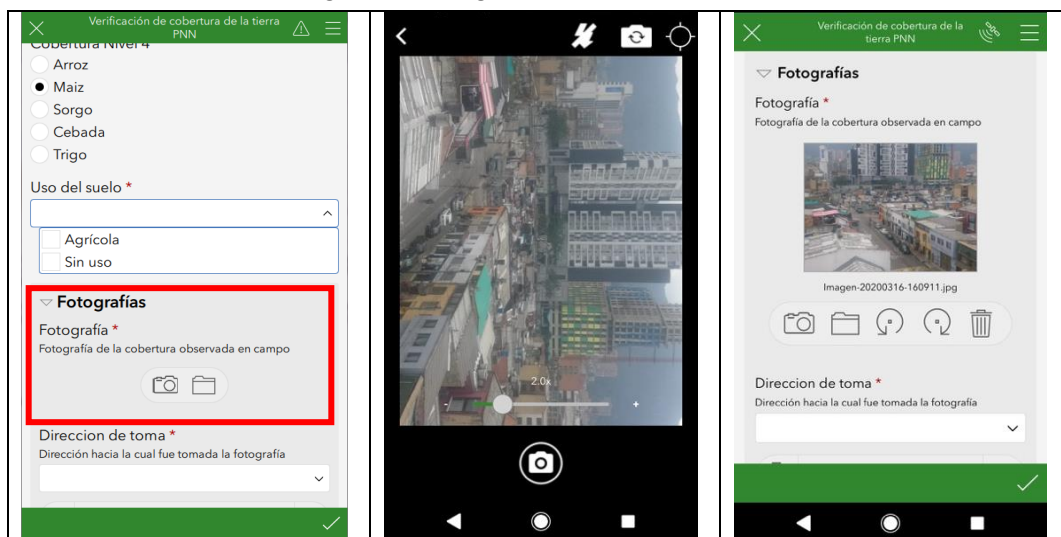 Verificación de cobertura de la tierra
PNN
Cobertura Nivel 4
Arroz
Maiz
Sorgo
Cebada
Trigo
Uso del suelo *
Agrícola
Sin uso
Fotografías
Fotografía *
Fotografía de la cobertura observada en campo
Direccion de toma *
Dirección hacia la cual fue tomada la fotografía
2.0x
- +
Verificación de cobertura de la
tierra PNN
Fotografías
Fotografía *
Fotografía de la cobertura observada en campo
Imagen-20200316-160911.jpg
Direccion de toma *
Dirección hacia la cual fue tomada la fotografía